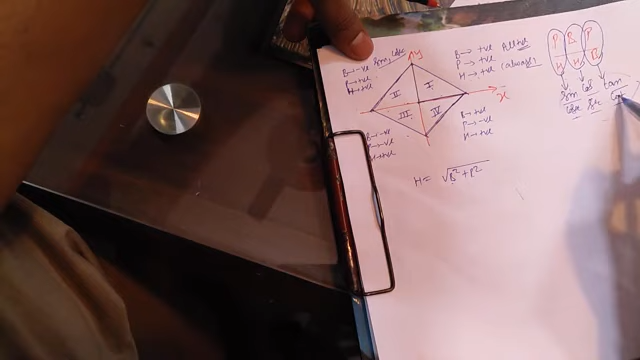 B → -ve Sin, Cosec
P → +ve
H → +ve
y
B → +ve All +ve
P → +ve
H → +ve (always)
P B P
H H B
Sin Cos tan
Cosec Sec Cot
II I
III IV
x
B → -ve
P → -ve
H → +ve
B → +ve
P → -ve
H → +ve
H = √B² + P²